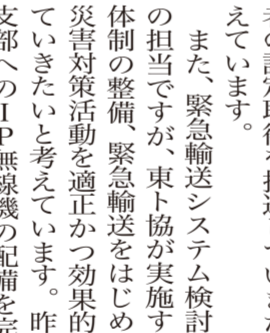 えています。
また、緊急輸送システム検討
の担当ですが、東ト協が実施す
体制の整備、緊急輸送をはじめ
災害対策活動を適正かつ効果的
ていきたいと考えています。昨
支部へのIP無線機の配備を完